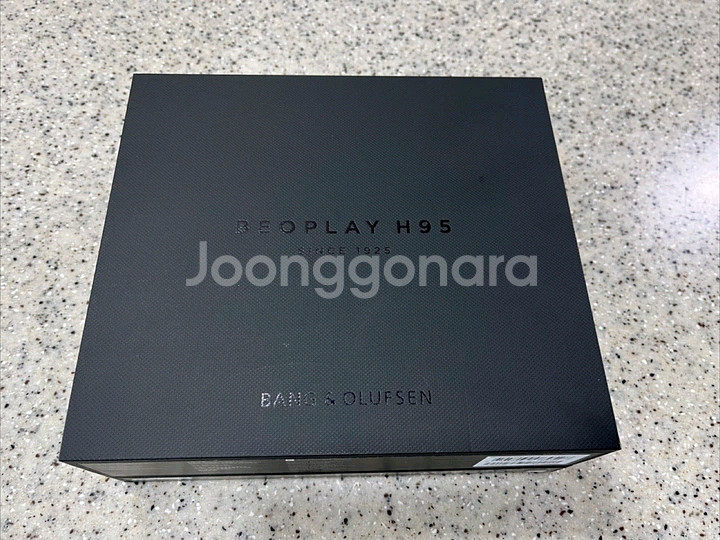 BEOPLAY H95
SINCE 1925
Joonggonara
BANG & OLUFSEN